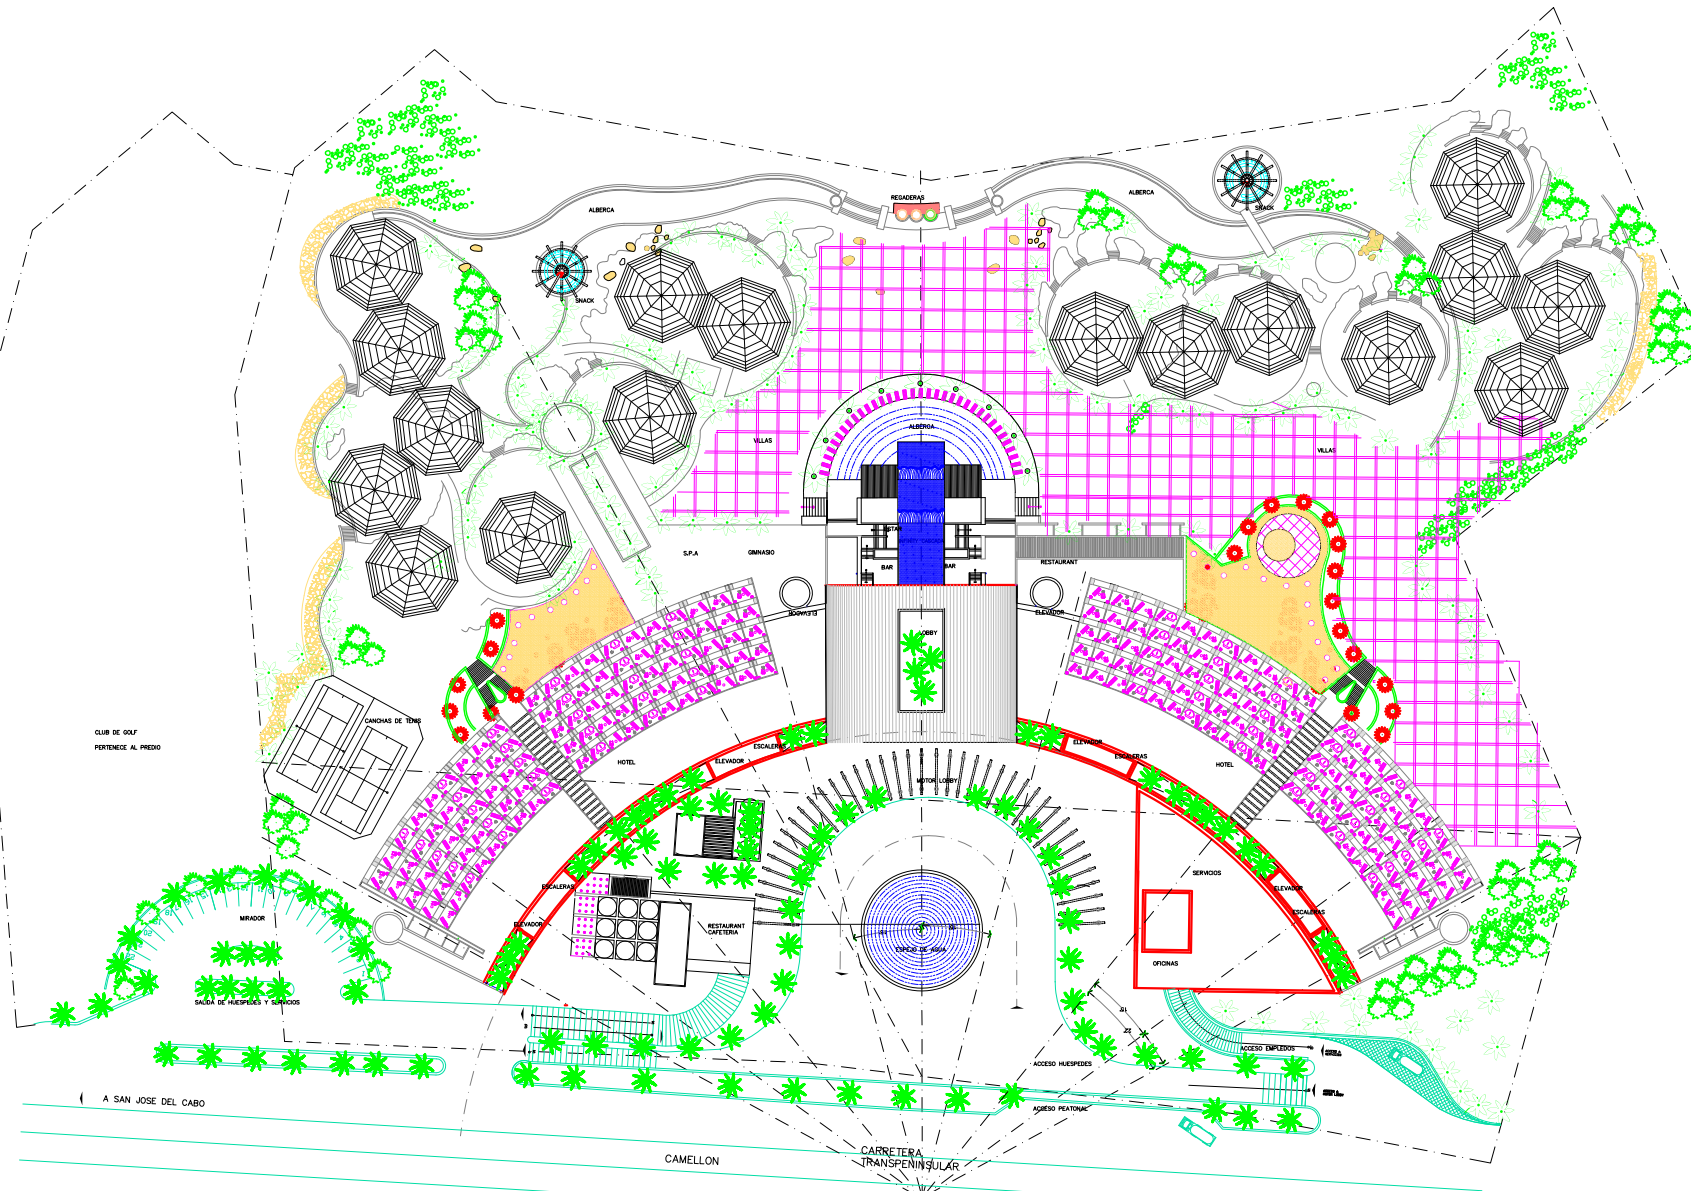 REGADERAS
ALBERCA
ALBERCA
SNACK
SNACK
ALBERCA
VILLAS
VILLAS
S.P.A
GIMNASIO
BAR
BAR
RESTAURANT
ELEVADOR
ELEVADOR
LOBBY
CANCHAS DE TENIS
CLUB DE GOLF
PERTENECE AL PREDIO
HOTEL
ESCALERAS
ELEVADOR
ELEVADOR
ESCALERAS
HOTEL
MOTOR LOBBY
ESCALERAS
ELEVADOR
RESTAURANT
CAFETERIA
SERVICIOS
ELEVADOR
ESCALERAS
MIRADOR
ESPEJO DE AGUA
OFICINAS
SALIDA DE HUESPEDES Y SERVICIOS
ACCESO EMPLEDOS
ACCESO HUESPEDES
ACCESO PEATONAL
A SAN JOSE DEL CABO
CAMELLON
CARRETERA
TRANSPENINSULAR